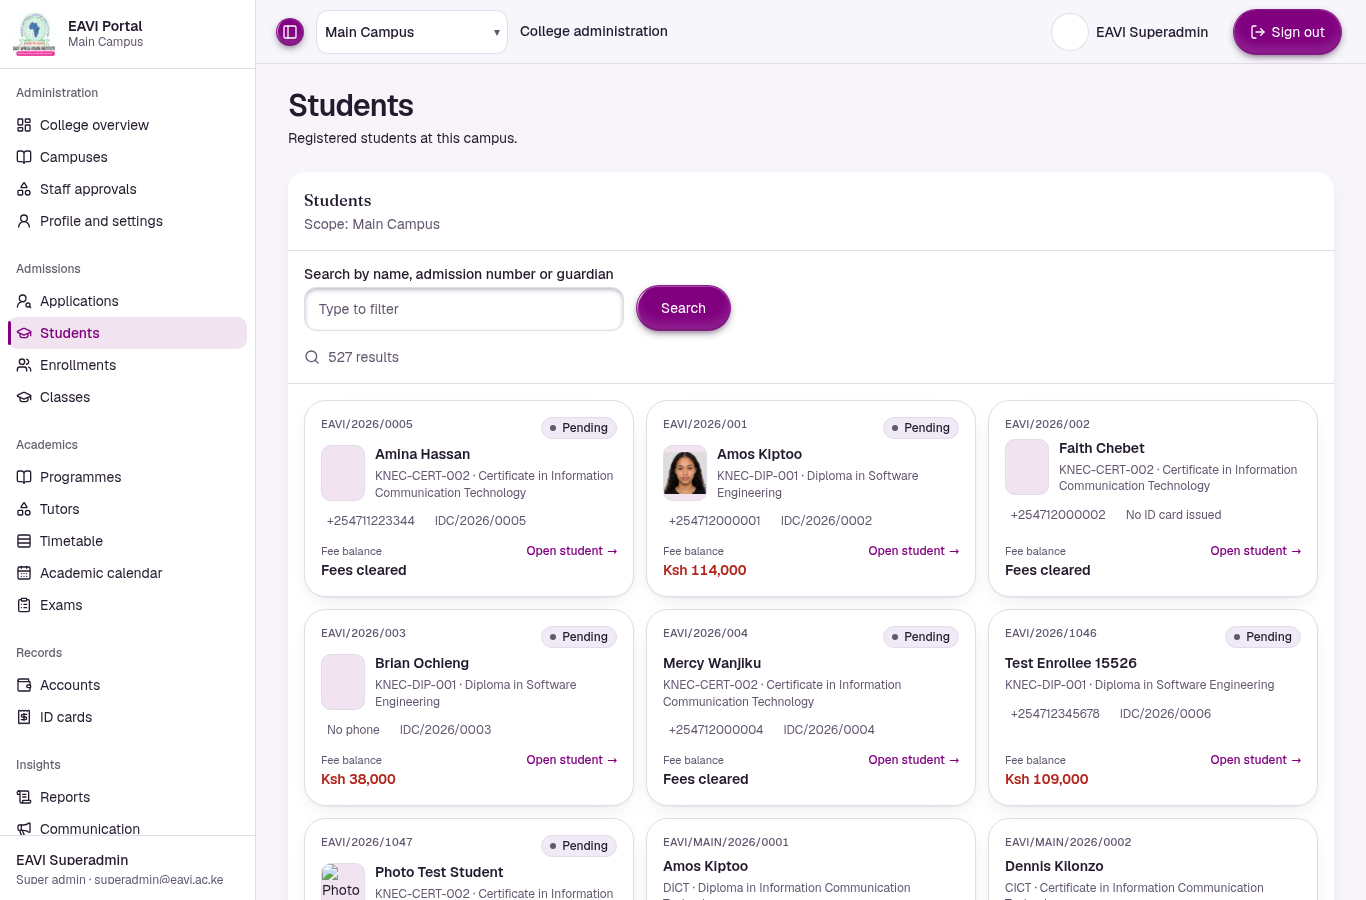 EAVI Portal
Main Campus
Main Campus
College administration
EAVI Superadmin
Sign out
Administration
College overview
Campuses
Staff approvals
Profile and settings
Admissions
Applications
Students
Enrollments
Classes
Academics
Programmes
Tutors
Timetable
Academic calendar
Exams
Records
Accounts
ID cards
Insights
Reports
Communication
EAVI Superadmin
Super admin · superadmin@eavi.ac.ke
Students
Registered students at this campus.
Students
Scope: Main Campus
Search by name, admission number or guardian
Type to filter
Search
527 results
EAVI/2026/0005
Pending
Amina Hassan
KNEC-CERT-002 · Certificate in Information
Communication Technology
+254711223344 IDC/2026/0005
Fee balance
Open student →
Fees cleared
EAVI/2026/001
Pending
Amos Kiptoo
KNEC-DIP-001 · Diploma in Software
Engineering
+254712000001 IDC/2026/0002
Fee balance
Open student →
Ksh 114,000
EAVI/2026/002
Faith Chebet
KNEC-CERT-002 · Certificate in Information
Communication Technology
+254712000002 No ID card issued
Fee balance
Open student →
Fees cleared
EAVI/2026/003
Pending
Brian Ochieng
KNEC-DIP-001 · Diploma in Software
Engineering
No phone IDC/2026/0003
Fee balance
Open student →
Ksh 38,000
EAVI/2026/004
Pending
Mercy Wanjiku
KNEC-CERT-002 · Certificate in Information
Communication Technology
+254712000004 IDC/2026/0004
Fee balance
Open student →
Fees cleared
EAVI/2026/1046
Pending
Test Enrollee 15526
KNEC-DIP-001 · Diploma in Software Engineering
+254712345678 IDC/2026/0006
Fee balance
Open student →
Ksh 109,000
EAVI/2026/1047
Pending
Photo
Photo Test Student
KNEC-CERT-002 · Certificate in Information
EAVI/MAIN/2026/0001
Amos Kiptoo
DICT · Diploma in Information Communication
EAVI/MAIN/2026/0002
Dennis Kilonzo
CICT · Certificate in Information Communication